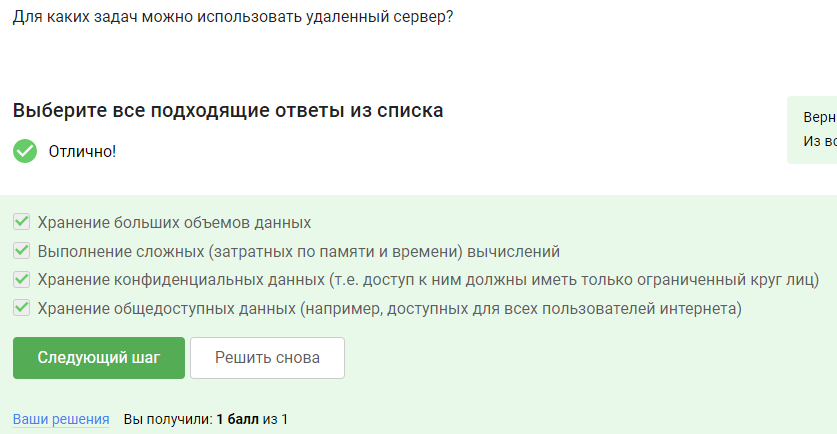 Для каких задач можно использовать удаленный сервер?
Выберите все подходящие ответы из списка
Верн
Отлично!
Из вс
Хранение больших объемов данных
Выполнение сложных (затратных по памяти и времени) вычислений
Хранение конфиденциальных данных (т.е. доступ к ним должны иметь только ограниченный круг лиц)
Хранение общедоступных данных (например, доступных для всех пользователей интернета)
Следующий шаг
Решить снова
Ваши решения Вы получили: 1 балл из 1